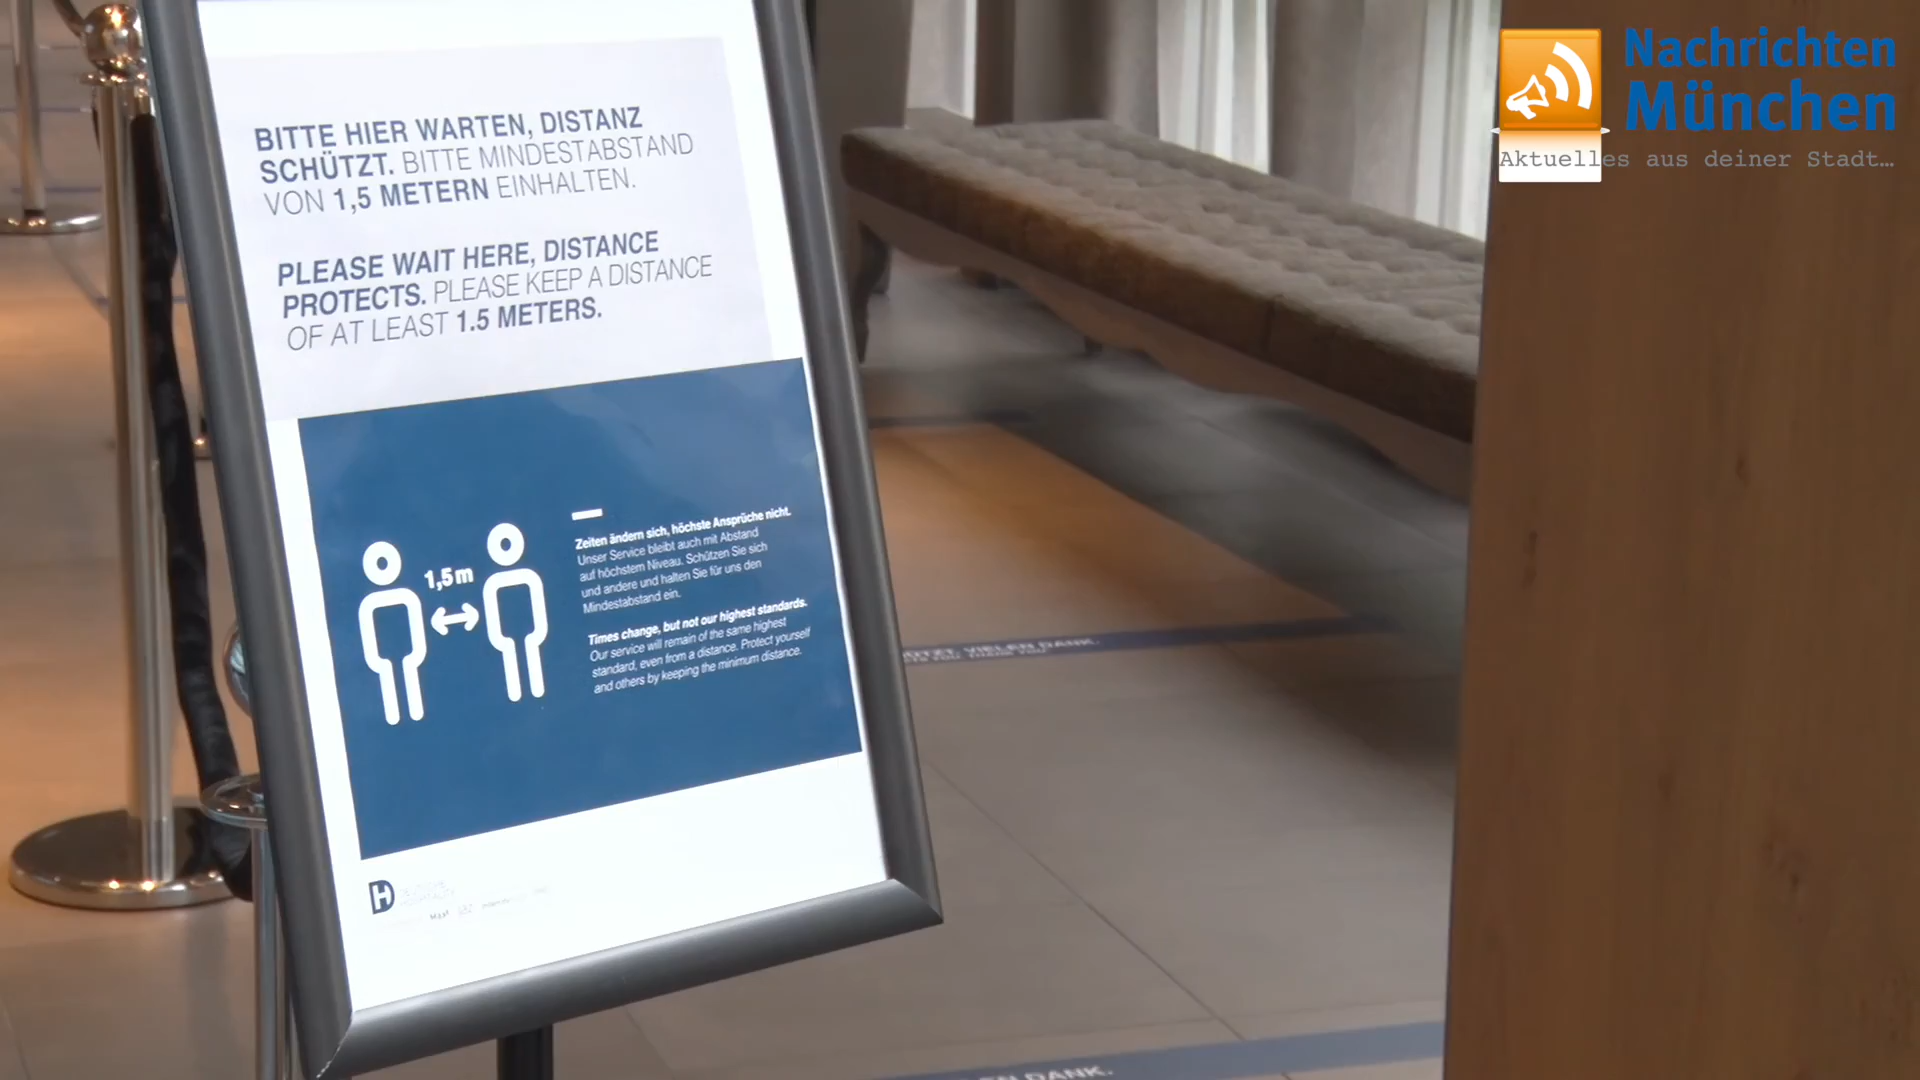 BITTE HIER WARTEN, DISTANZ
SCHÜTZT. BITTE MINDESTABSTAND
VON 1,5 METERN EINHALTEN.
PLEASE WAIT HERE, DISTANCE
PROTECTS. PLEASE KEEP A DISTANCE
OF AT LEAST 1.5 METERS.
1,5 m
Zeiten ändern sich, höchste Ansprüche nicht.
Unser Service bleibt auch mit Abstand
auf höchstem Niveau. Schützen Sie sich
und andere und halten Sie für uns den
Mindestabstand ein.
Times change, but not our highest standards.
Our service will remain of the same highest
standard, even from a distance. Protect yourself
and others by keeping the minimum distance.
H
Nachrichten
München
Aktuelles aus deiner Stadt…
VIELEN DANK.
DANK.